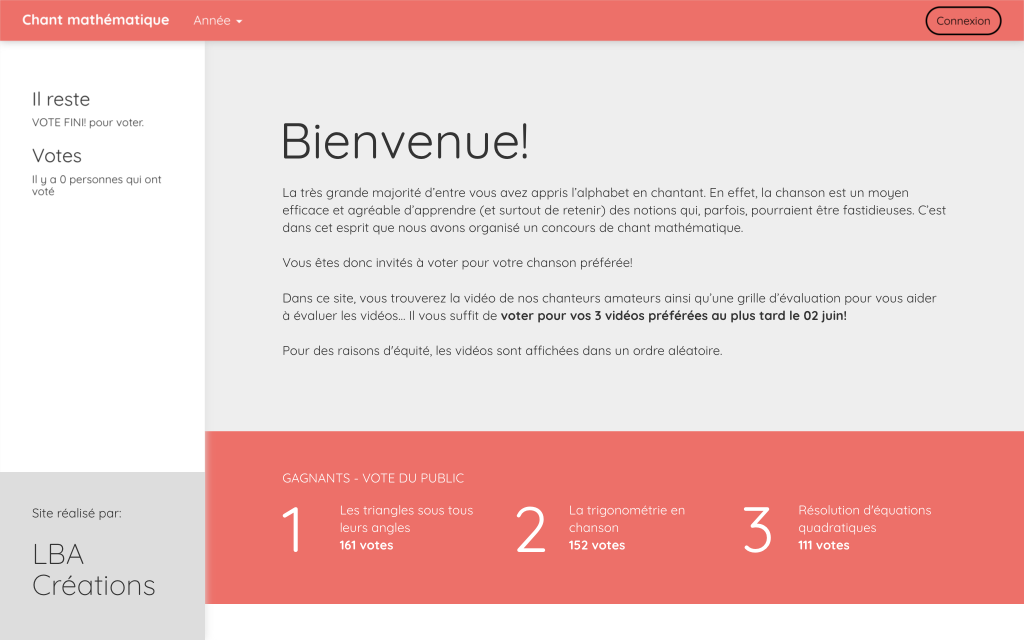 Chant mathématique
Année
Connexion
Il reste
VOTE FINI! pour voter.
Votes
Il y a 0 personnes qui ont
voté
Bienvenue!
La très grande majorité d'entre vous avez appris l'alphabet en chantant. En effet, la chanson est un moyen
efficace et agréable d'apprendre (et surtout de retenir) des notions qui, parfois, pourraient être fastidieuses. C'est
dans cet esprit que nous avons organisé un concours de chant mathématique.
Vous êtes donc invités à voter pour votre chanson préférée!
Dans ce site, vous trouverez la vidéo de nos chanteurs amateurs ainsi qu'une grille d'évaluation pour vous aider
à évaluer les vidéos... Il vous suffit de voter pour vos 3 vidéos préférées au plus tard le 02 juin!
Pour des raisons d'équité, les vidéos sont affichées dans un ordre aléatoire.
GAGNANTS - VOTE DU PUBLIC
1
Les triangles sous tous
leurs angles
161 votes
2
La trigonométrie en
chanson
152 votes
3
Résolution d'équations
quadratiques
111 votes
Site réalisé par:
LBA
Créations